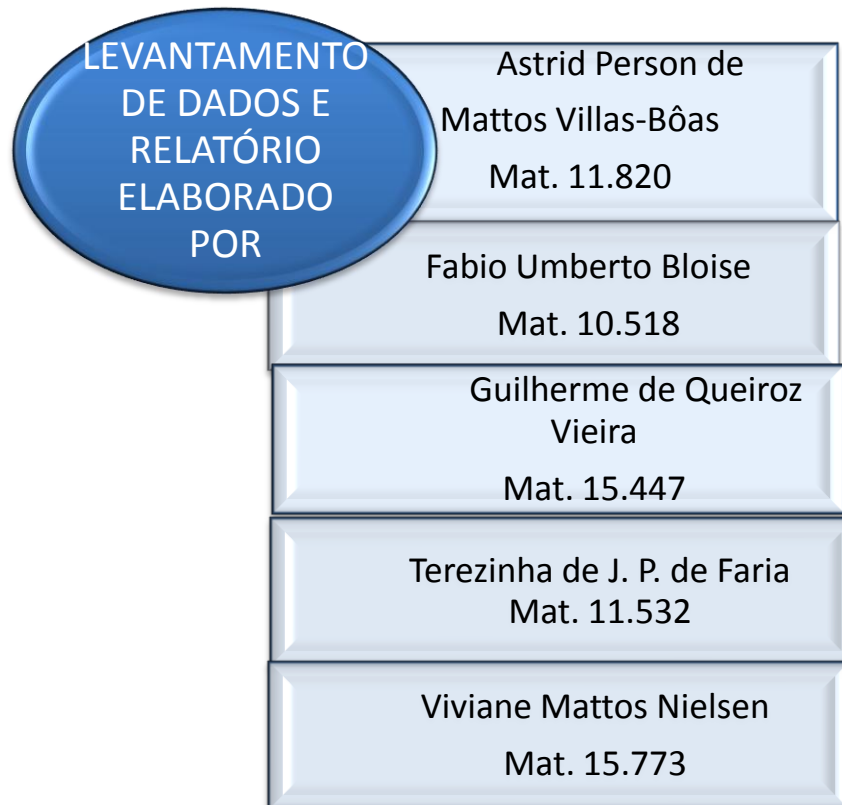 LEVANTAMENTO
DE DADOS E
RELATÓRIO
ELABORADO
POR
Astrid Person de
Mattos Villas-Bôas
Mat. 11.820
Fabio Umberto Bloise
Mat. 10.518
Guilherme de Queiroz
Vieira
Mat. 15.447
Terezinha de J. P. de Faria
Mat. 11.532
Viviane Mattos Nielsen
Mat. 15.773